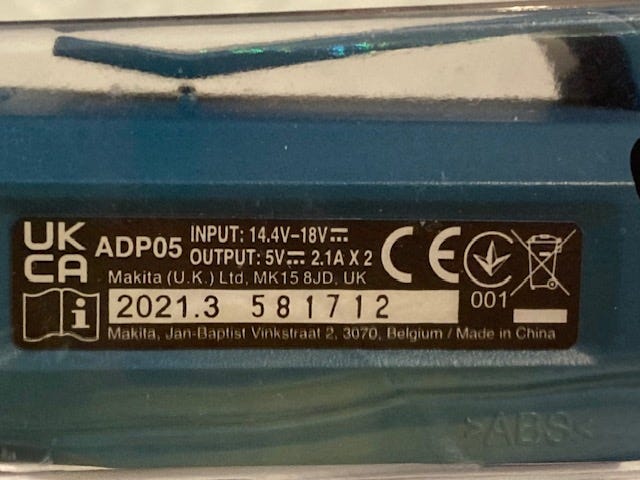 UK
CA
ADP05
INPUT: 14.4V-18V⎓
OUTPUT: 5V⎓ 2.1A X 2
Makita (U.K.) Ltd, MK15 8JD, UK
CE
001
i 2021.3 581712
Makita, Jan-Baptist Vinkstraat 2, 3070, Belgium / Made in China
>ABS<